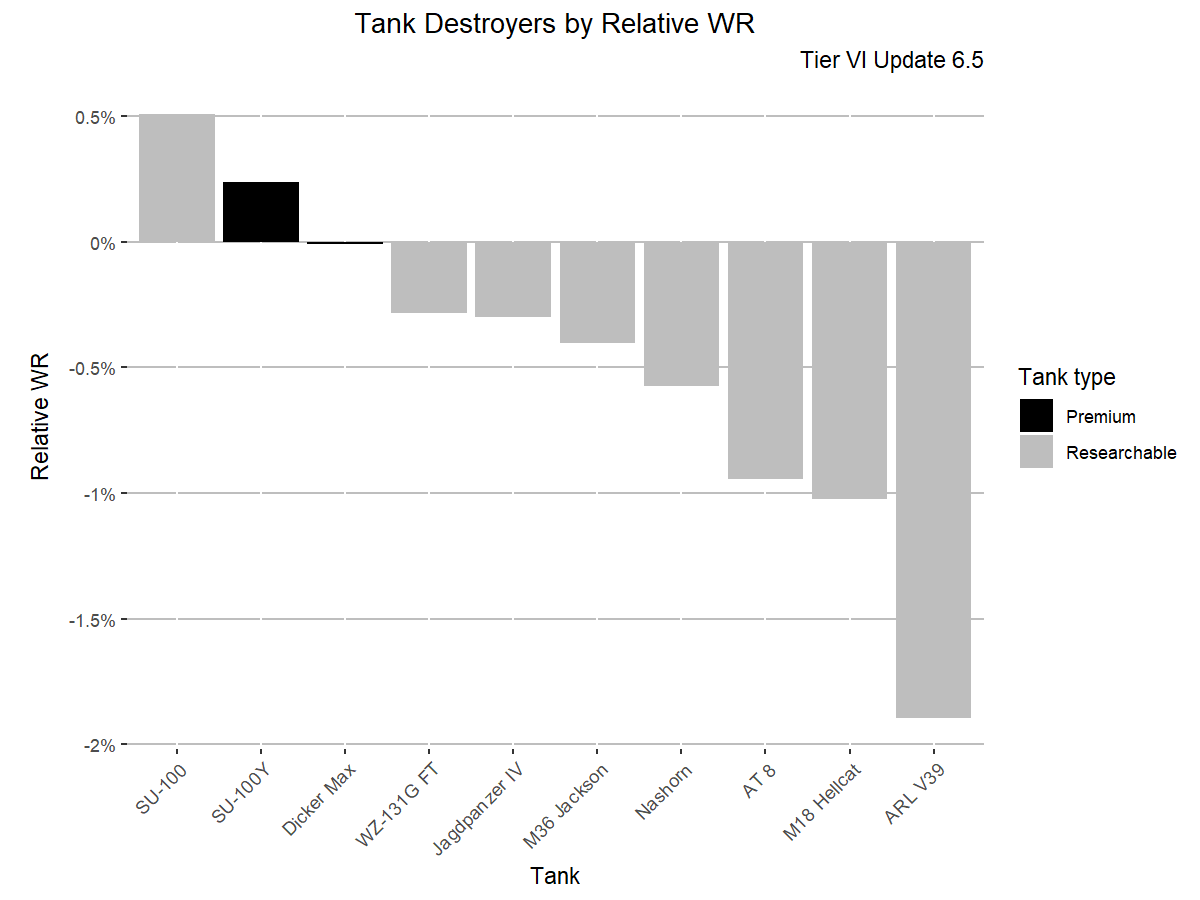 Tank Destroyers by Relative WR
Tier VI Update 6.5
0.5%
0%
-0.5%
-1%
-1.5%
-2%
Relative WR
SU-100
SU-100Y
Dicker Max
WZ-131G FT
Jagdpanzer IV
M36 Jackson
Nashorn
AT 8
M18 Hellcat
ARL V39
Tank
Tank type
Premium
Researchable